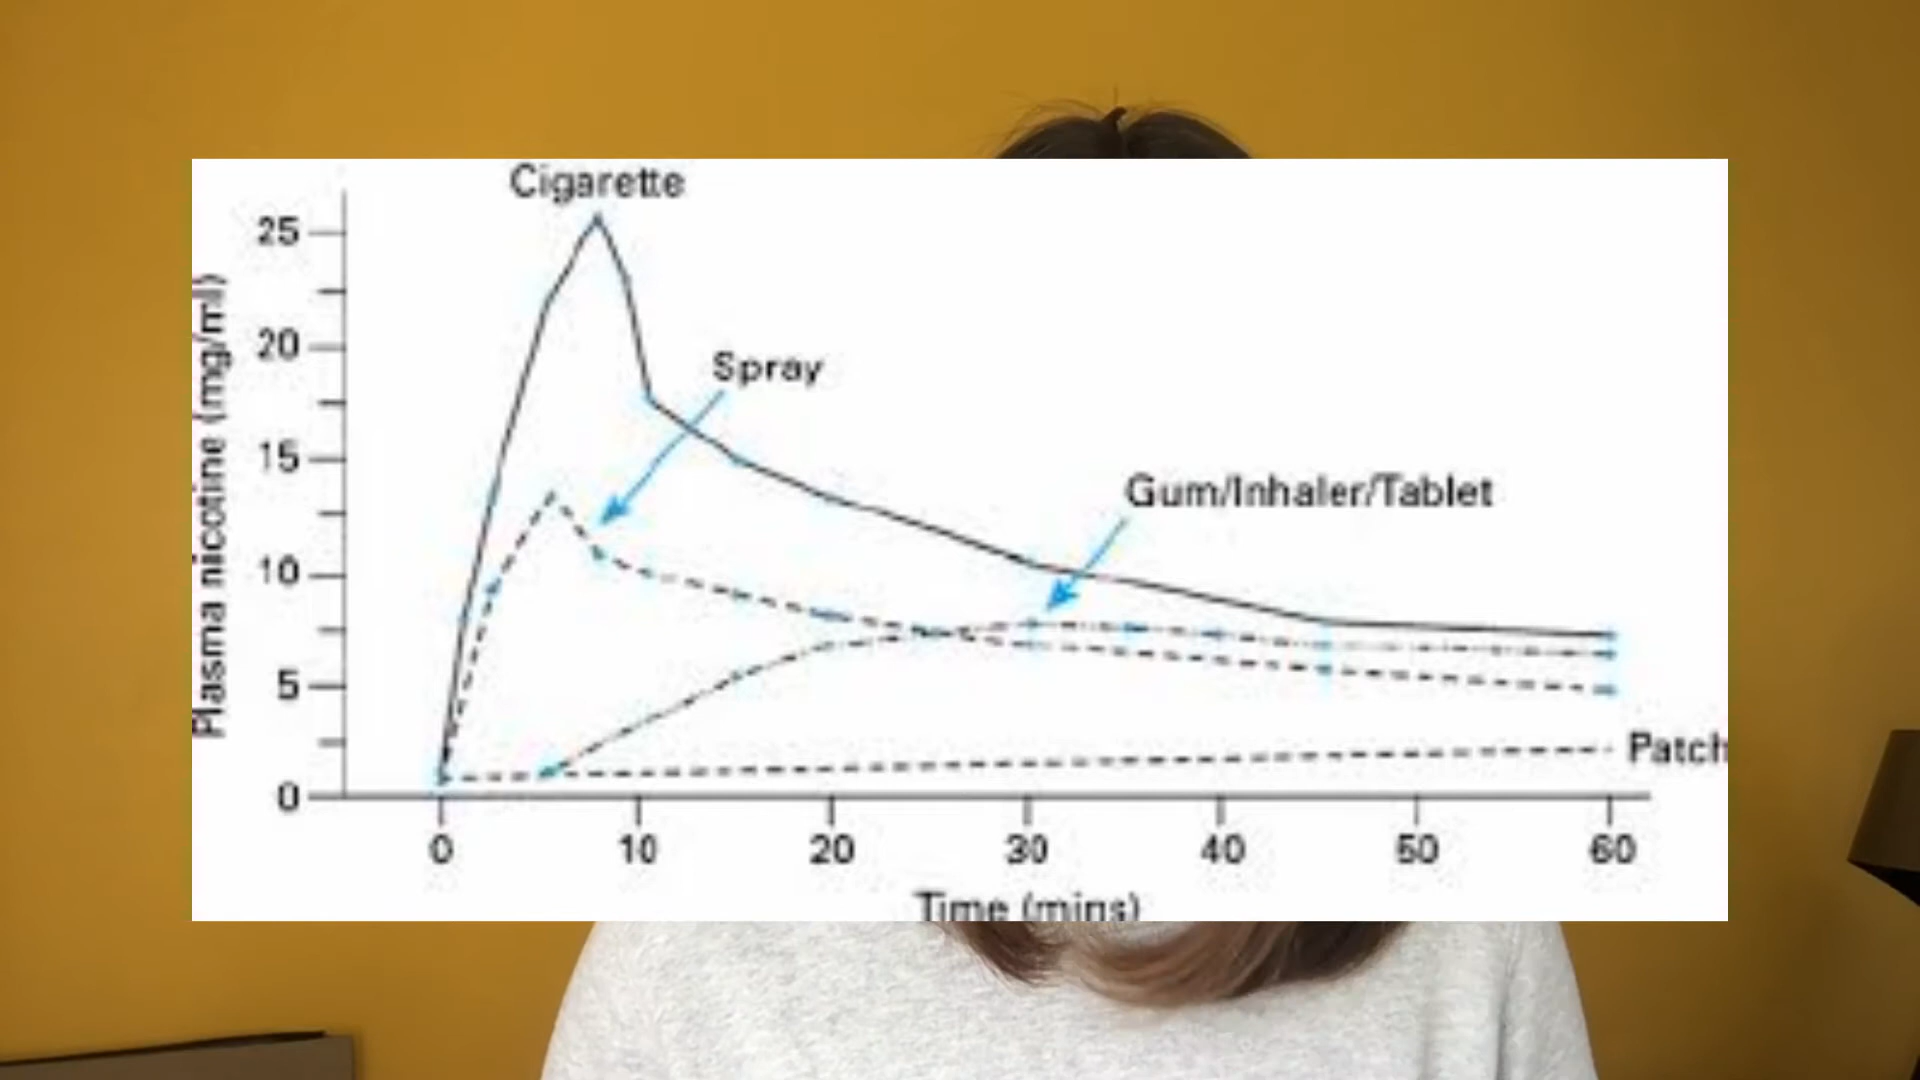 Cigarette
25
20
15
10
5
0
Plasma nicotine (mg/ml)
Spray
Gum/Inhaler/Tablet
Patch
0 10 20 30 40 50 60
Time (mins)